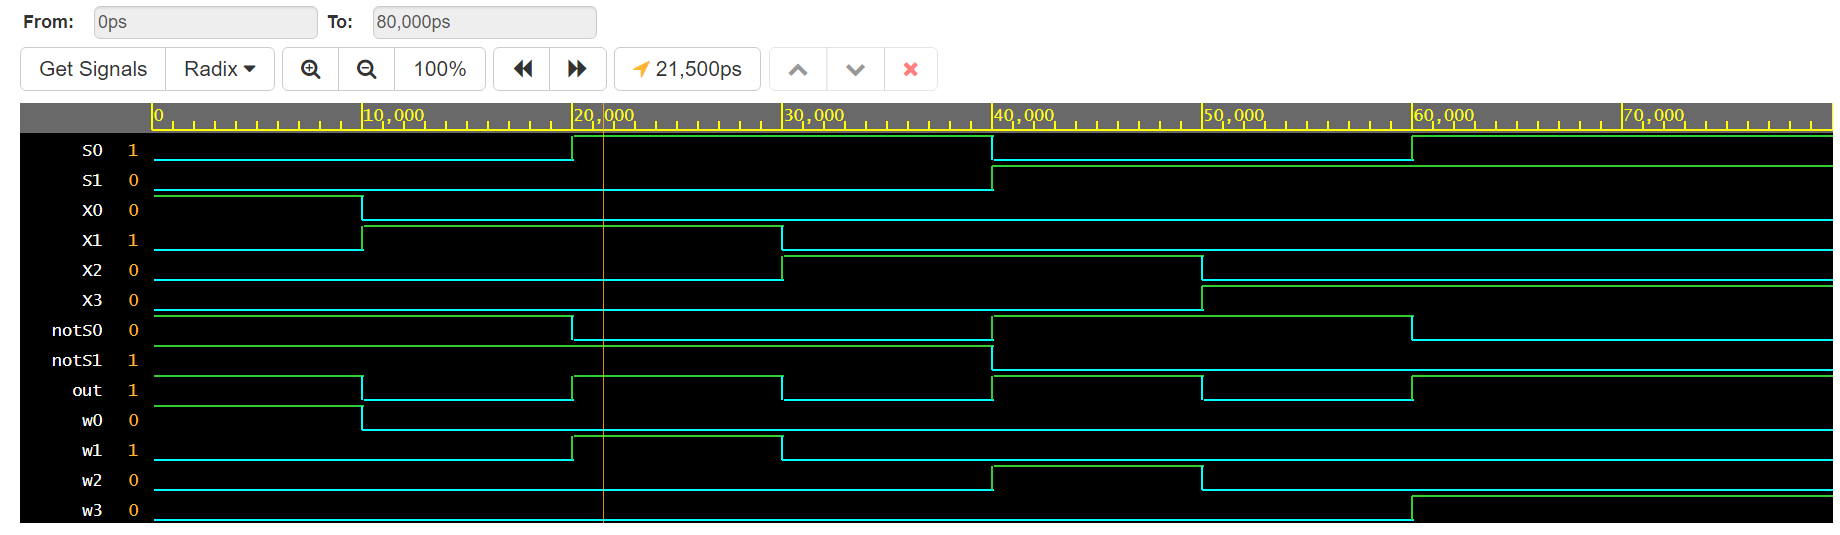 From: 0ps To: 80,000ps
Get Signals Radix 100% 21,500ps
0 10,000 20,000 30,000 40,000 50,000 60,000 70,000
S0 1
S1 0
X0 0
X1 1
X2 0
X3 0
notS0 0
notS1 1
out 1
w0 0
w1 1
w2 0
w3 0